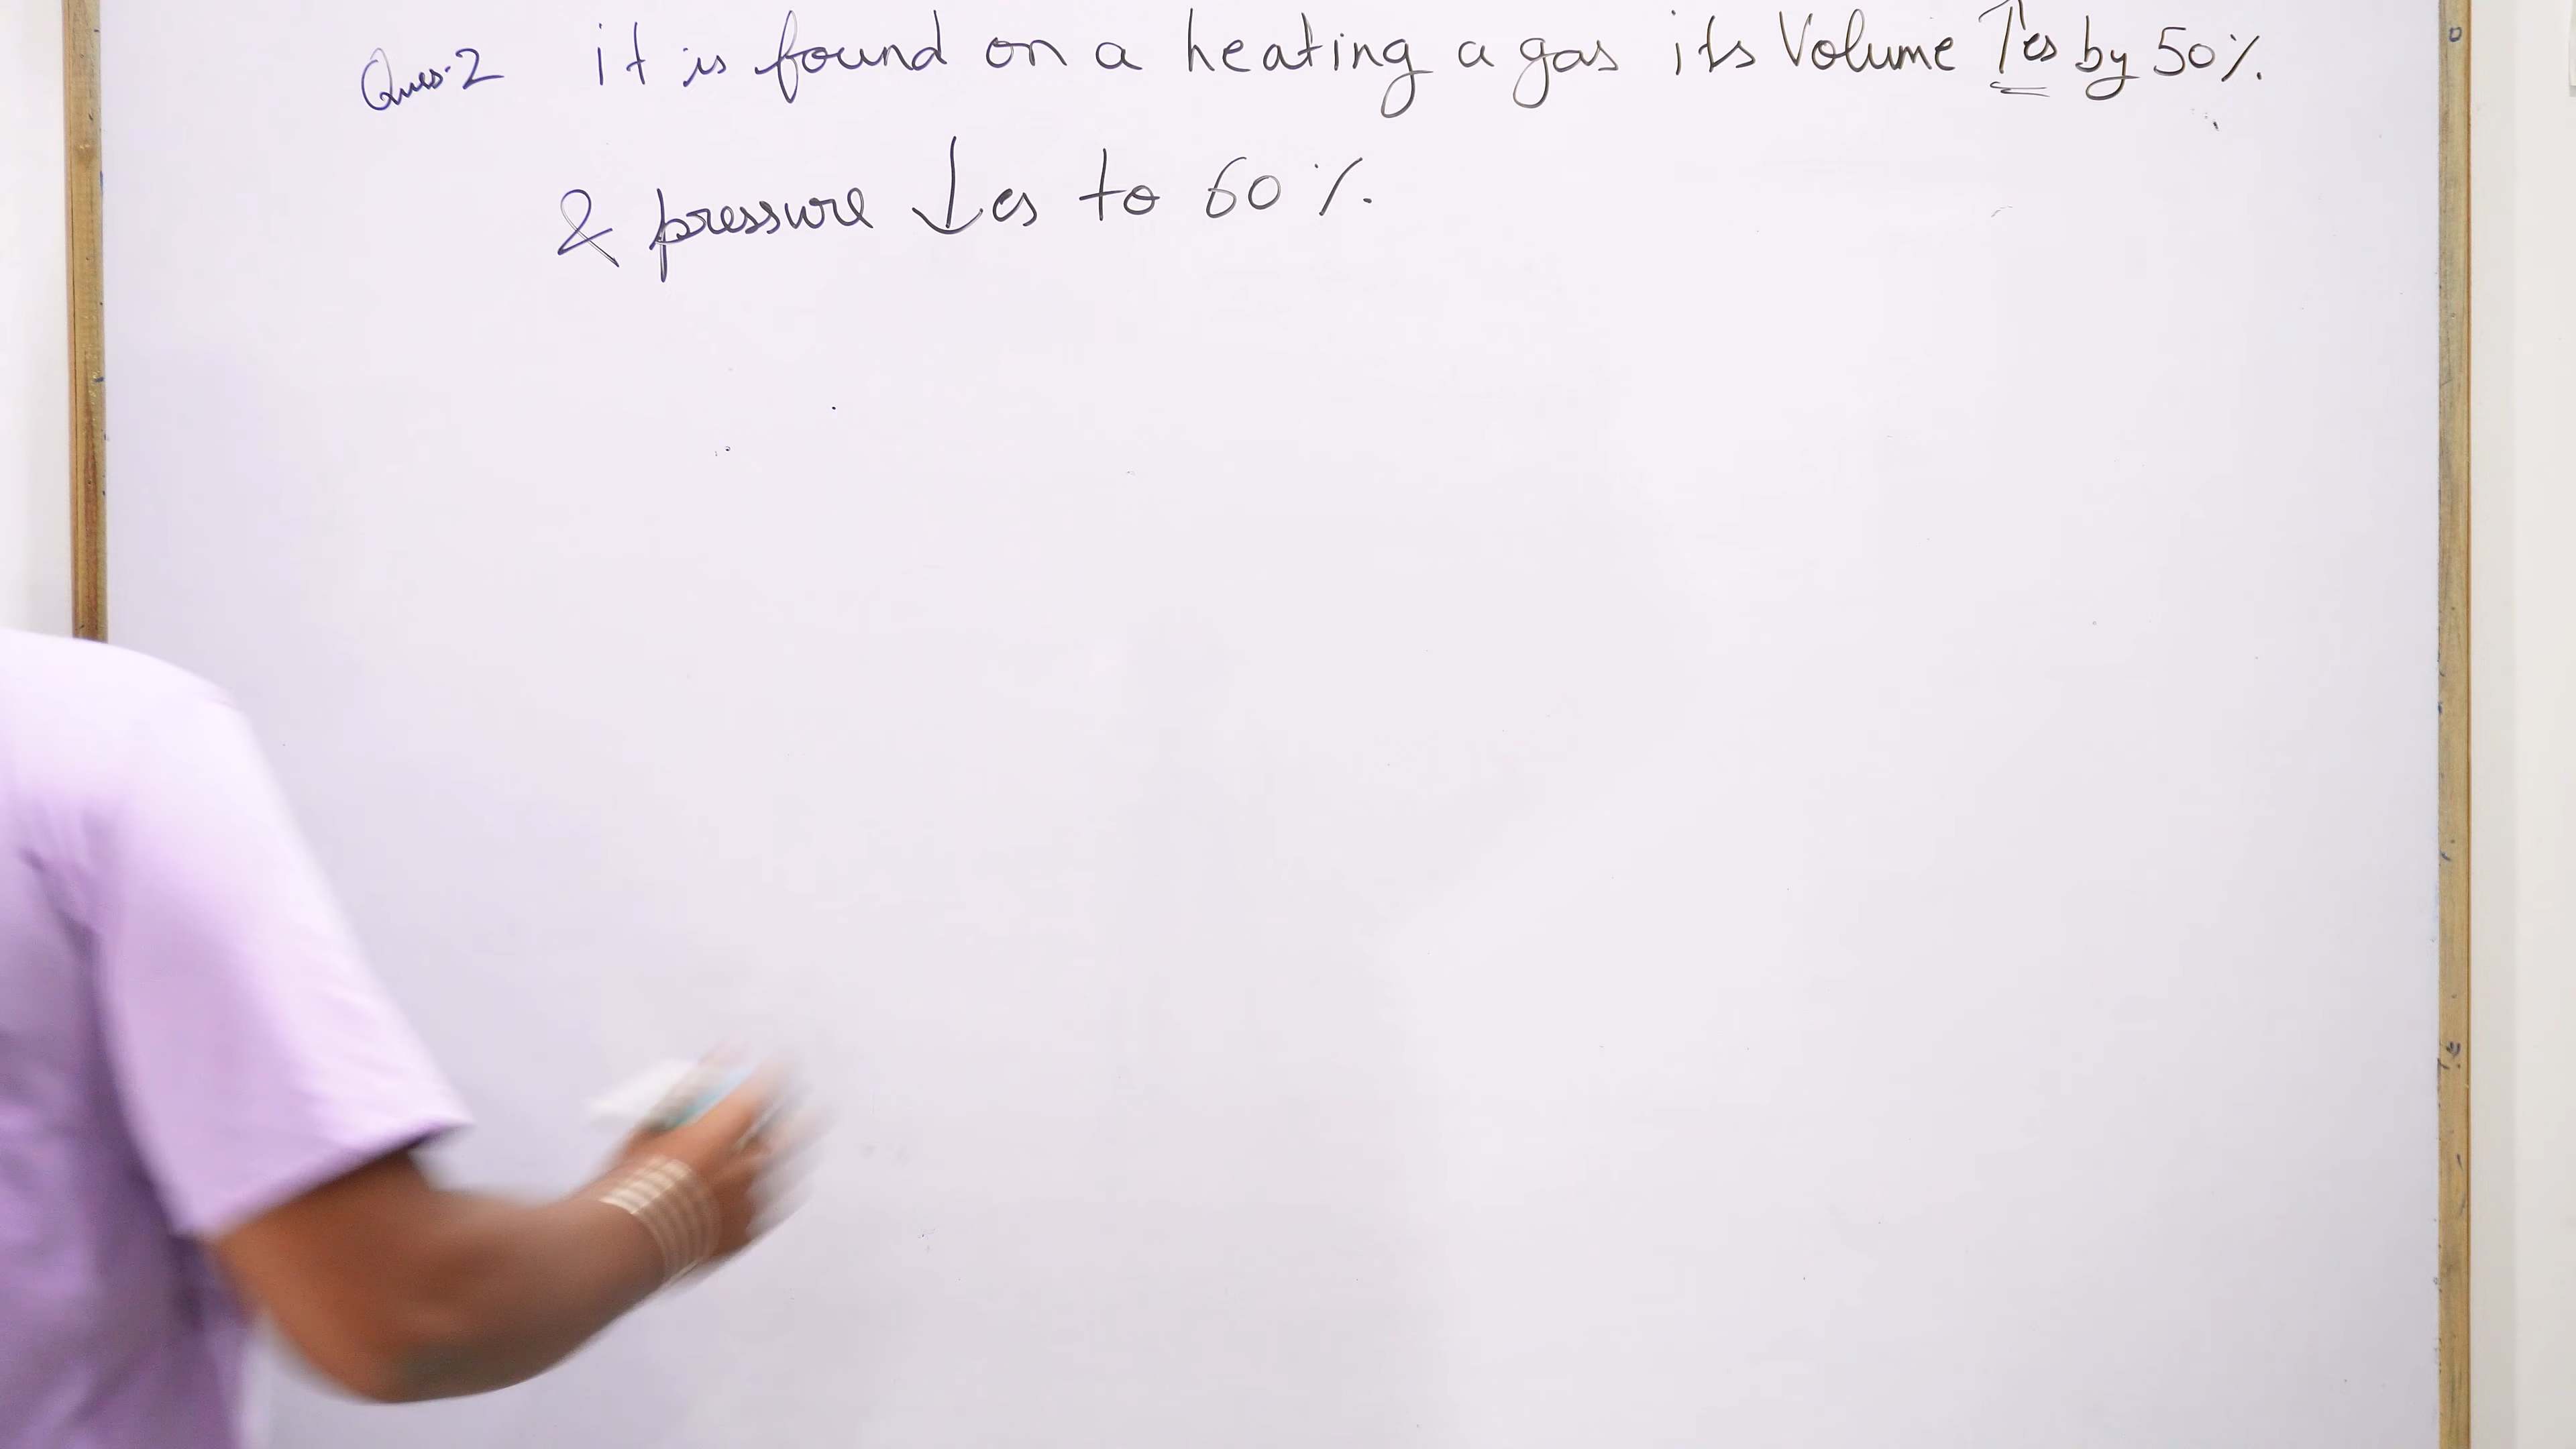 Ques.2 it is found on a heating a gas its Volume ↑es by 50%.
& pressure ↓es to 60%.